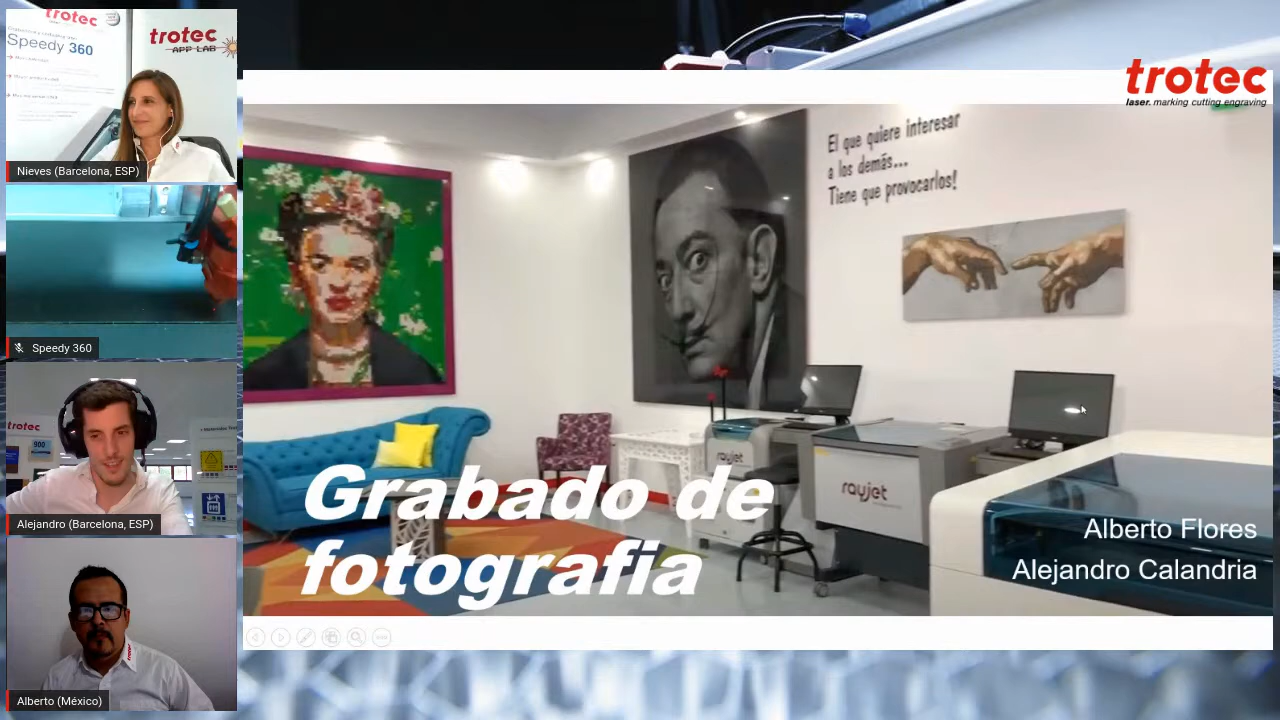 trotec
Speedy 360
trotec
APP LAB
Nieves (Barcelona, ESP)
Speedy 360
trotec
900
Alejandro (Barcelona, ESP)
trotec
Alberto (México)
trotec
laser. marking cutting engraving
El que quiere interesar
a los demás...
Tiene que provocarlos!
rayjet
rayjet
Grabado de
fotografia
Alberto Flores
Alejandro Calandria